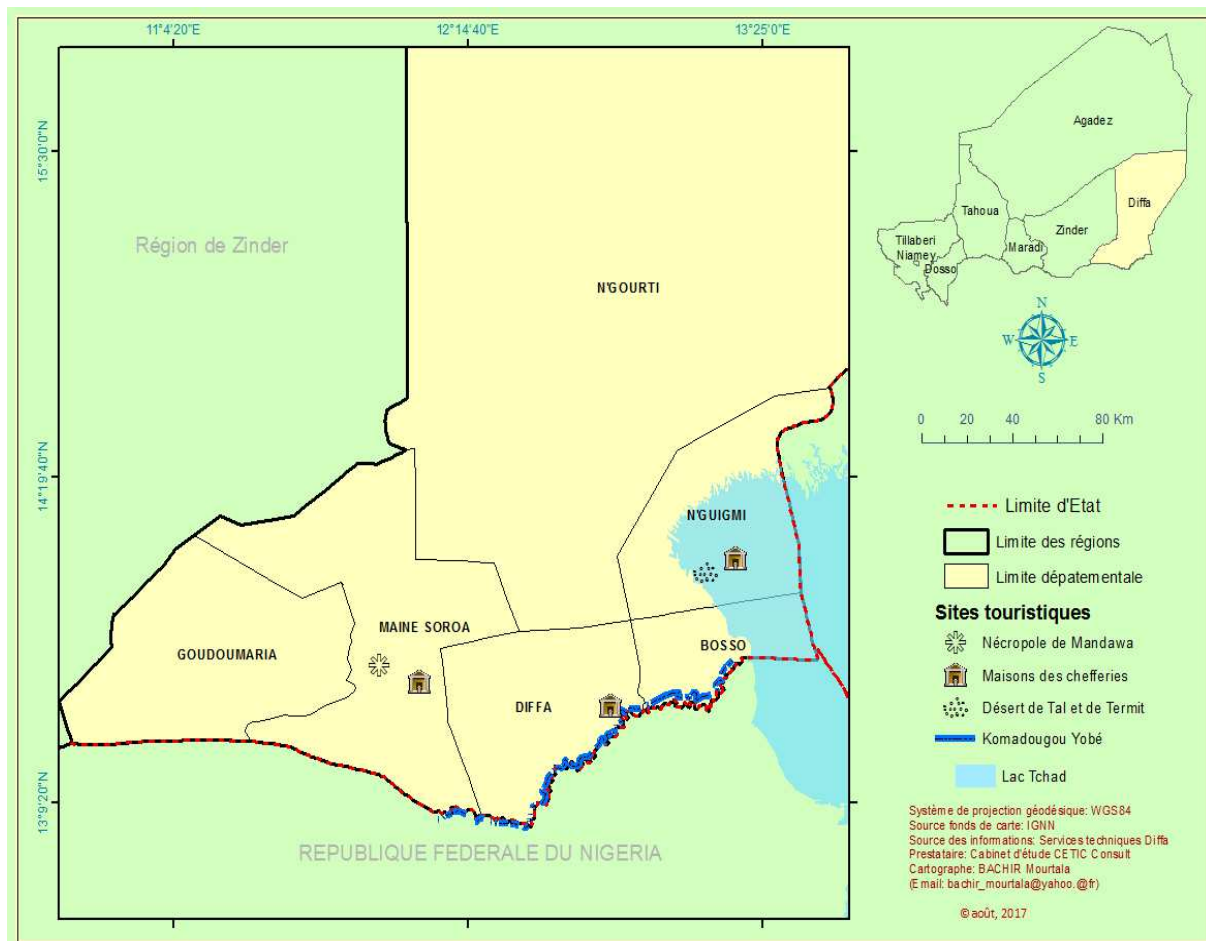 11°4'20"E
12°14'40"E
13°25'0"E
15°30'0"N
14°19'40"N
13°9'20"N
Région de Zinder
N'GOURTI
N'GUIGMI
MAINE SOROA
GOUDOUMARIA
BOSSO
DIFFA
REPUBLIQUE FEDERALE DU NIGERIA
Agadez
Diffa
Tahoua
Zinder
Tillaberi
Maradi
Niamey
Dosso
N
W
E
S
0 20 40 80 Km
Limite d'Etat
Limite des régions
Limite dépatementale
Sites touristiques
Nécropole de Mandawa
Maisons des chefferies
Désert de Tal et de Termit
Komadougou Yobé
Lac Tchad
Système de projection géodésique: WGS84
Source fonds de carte: IGNN
Source des informations: Services techniques Diffa
Prestataire: Cabinet d'étude CETIC Consult
Cartographe: BACHIR Mourtala
(Email: bachir_mourtala@yahoo.@fr)
©août, 2017